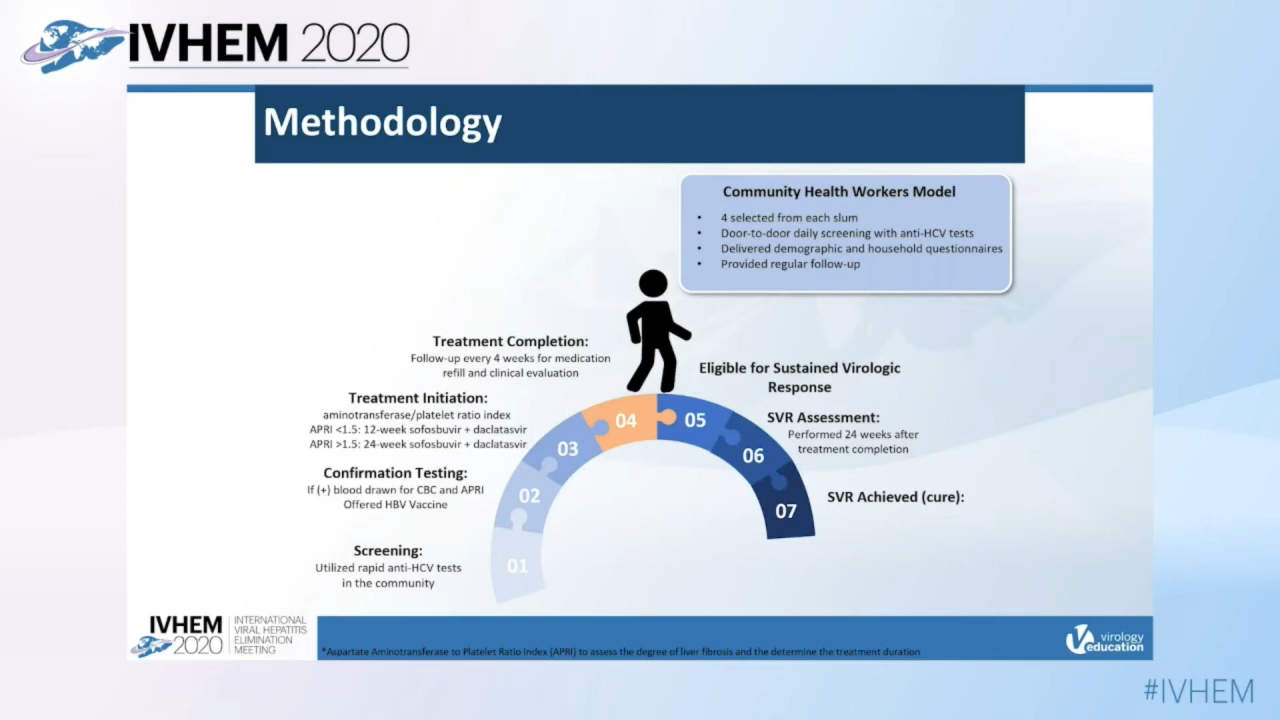 IVHEM 2020
Methodology
Community Health Workers Model
• 4 selected from each slum
• Door-to-door daily screening with anti-HCV tests
• Delivered demographic and household questionnaires
• Provided regular follow-up
Treatment Completion:
Follow-up every 4 weeks for medication
refill and clinical evaluation
Treatment Initiation:
aminotransferase/platelet ratio index
APRI <1.5: 12-week sofosbuvir + daclatasvir
APRI >1.5: 24-week sofosbuvir + daclatasvir
Confirmation Testing:
If (+) blood drawn for CBC and APRI
Offered HBV Vaccine
Screening:
Utilized rapid anti-HCV tests
in the community
01
02
03
04
05
06
07
Eligible for Sustained Virologic
Response
SVR Assessment:
Performed 24 weeks after
treatment completion
SVR Achieved (cure):
IVHEM
2020
INTERNATIONAL
VIRAL HEPATITIS
ELIMINATION
MEETING
*Aspartate Aminotransferase to Platelet Ratio Index (APRI) to assess the degree of liver fibrosis and the determine the treatment duration
virology
education
#IVHEM